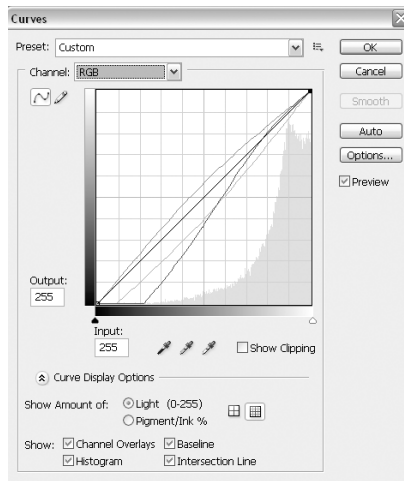 Curves
Preset: Custom
OK
Channel: RGB
Cancel
Smooth
Auto
Options...
Preview
Output:
255
Input:
255
Show Clipping
Curve Display Options
Show Amount of: Light (0-255)
Pigment/Ink %
Show: Channel Overlays Baseline
Histogram Intersection Line